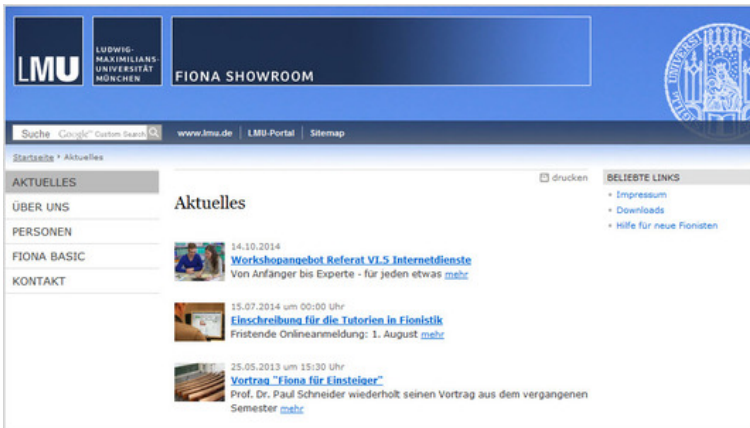 LMU
LUDWIG-
MAXIMILIANS-
UNIVERSITÄT
MÜNCHEN
FIONA SHOWROOM
Suche Google™ Custom Search
www.lmu.de | LMU-Portal | Sitemap
Startseite Aktuelles
AKTUELLES
ÜBER UNS
PERSONEN
FIONA BASIC
KONTAKT
drucken
Aktuelles
14.10.2014
Workshopangebot Referat VI.5 Internetdienste
Von Anfänger bis Experte - für jeden etwas mehr
15.07.2014 um 00:00 Uhr
Einschreibung für die Tutorien in Fionistik
Fristende Onlineanmeldung: 1. August mehr
25.05.2013 um 15:30 Uhr
Vortrag "Fiona für Einsteiger"
Prof. Dr. Paul Schneider wiederholt seinen Vortrag aus dem vergangenen
Semester mehr
BELIEBTE LINKS
Impressum
Downloads
Hilfe für neue Fionisten